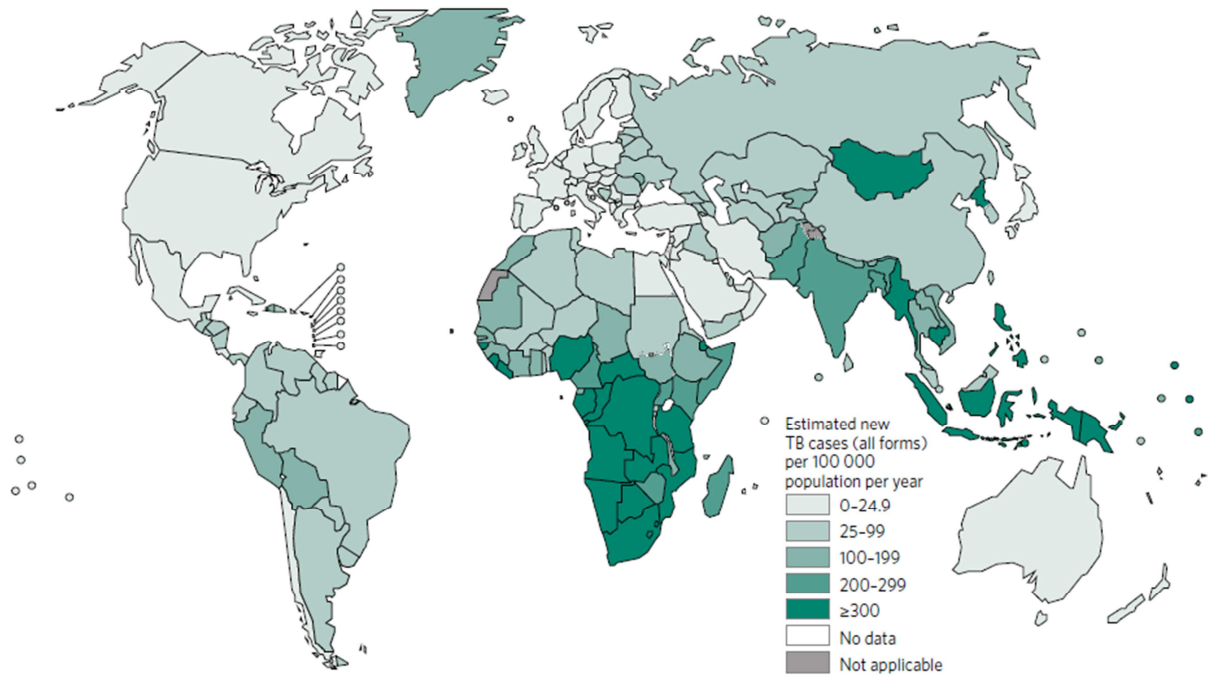 Estimated new
TB cases (all forms)
per 100 000
population per year
0–24.9
25–99
100–199
200–299
≥300
No data
Not applicable